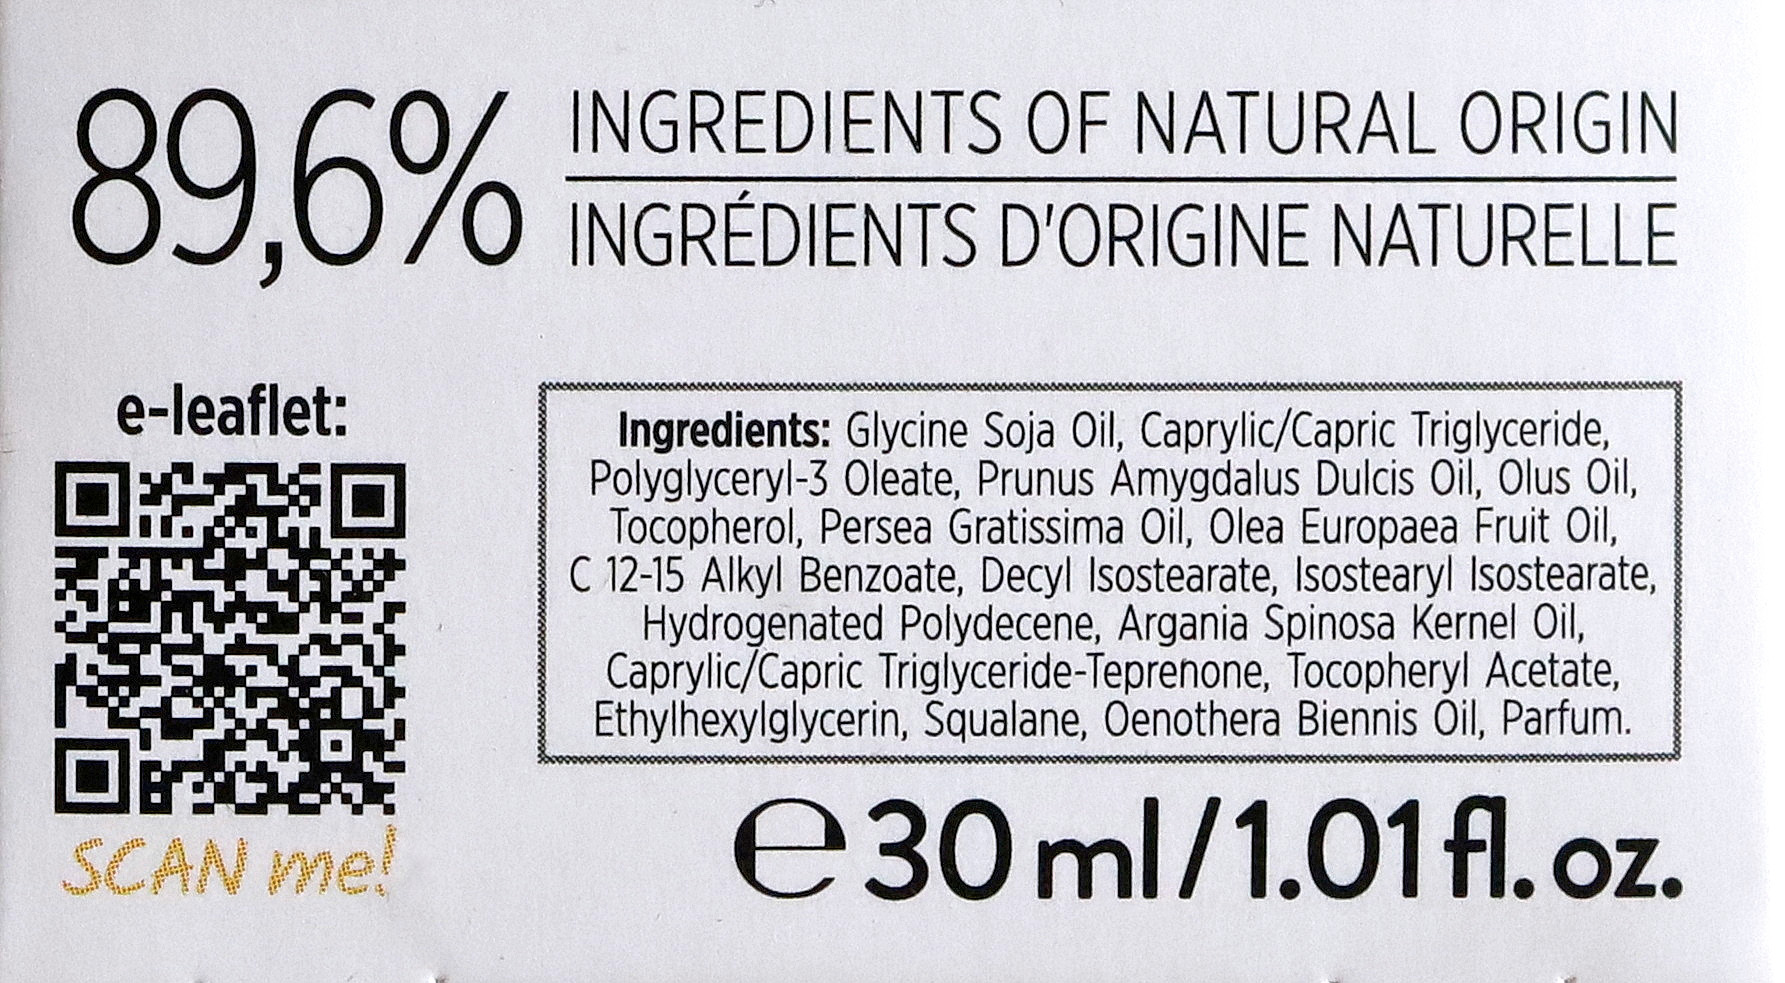 89,6%
INGREDIENTS OF NATURAL ORIGIN
INGRÉDIENTS D'ORIGINE NATURELLE
e-leaflet:
SCAN me!
Ingredients: Glycine Soja Oil, Caprylic/Capric Triglyceride,
Polyglyceryl-3 Oleate, Prunus Amygdalus Dulcis Oil, Olus Oil,
Tocopherol, Persea Gratissima Oil, Olea Europaea Fruit Oil,
C 12-15 Alkyl Benzoate, Decyl Isostearate, Isostearyl Isostearate,
Hydrogenated Polydecene, Argania Spinosa Kernel Oil,
Caprylic/Capric Triglyceride-Teprenone, Tocopheryl Acetate,
Ethylhexylglycerin, Squalane, Oenothera Biennis Oil, Parfum.
℮ 30 ml/1.01 fl. oz.